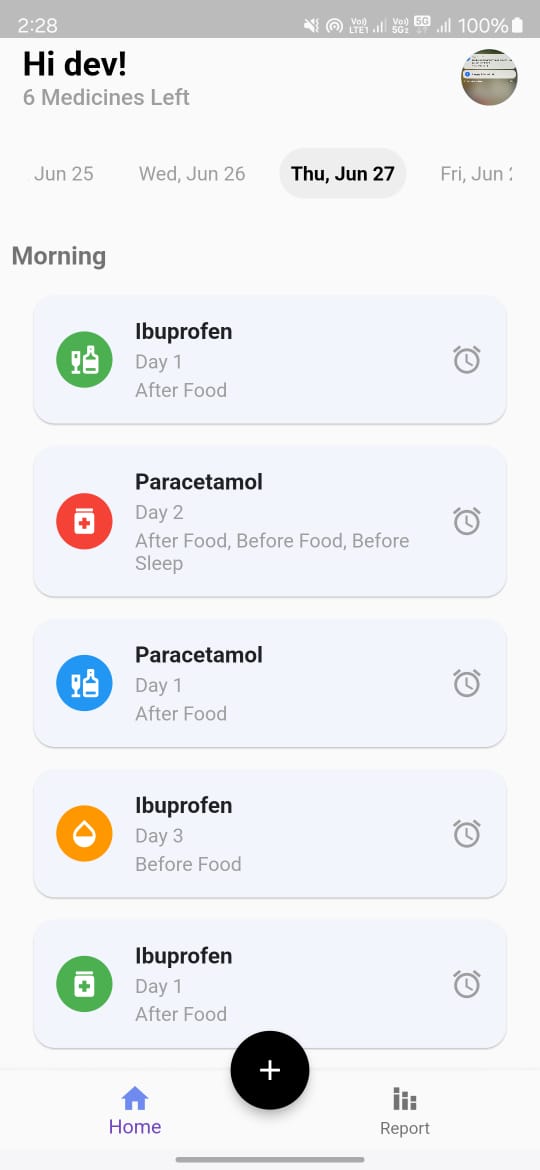 2:28
Vo)) LTE1
Vo)) 5G2
5G
100%
Hi dev!
6 Medicines Left
Jun 25 Wed, Jun 26 Thu, Jun 27 Fri, Jun
Morning
Ibuprofen
Day 1
After Food
Paracetamol
Day 2
After Food, Before Food, Before
Sleep
Paracetamol
Day 1
After Food
Ibuprofen
Day 3
Before Food
Ibuprofen
Day 1
After Food
+
Home Report